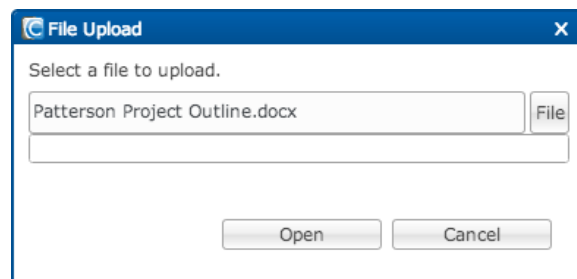 File Upload X
Select a file to upload.
Patterson Project Outline.docx File
Open Cancel